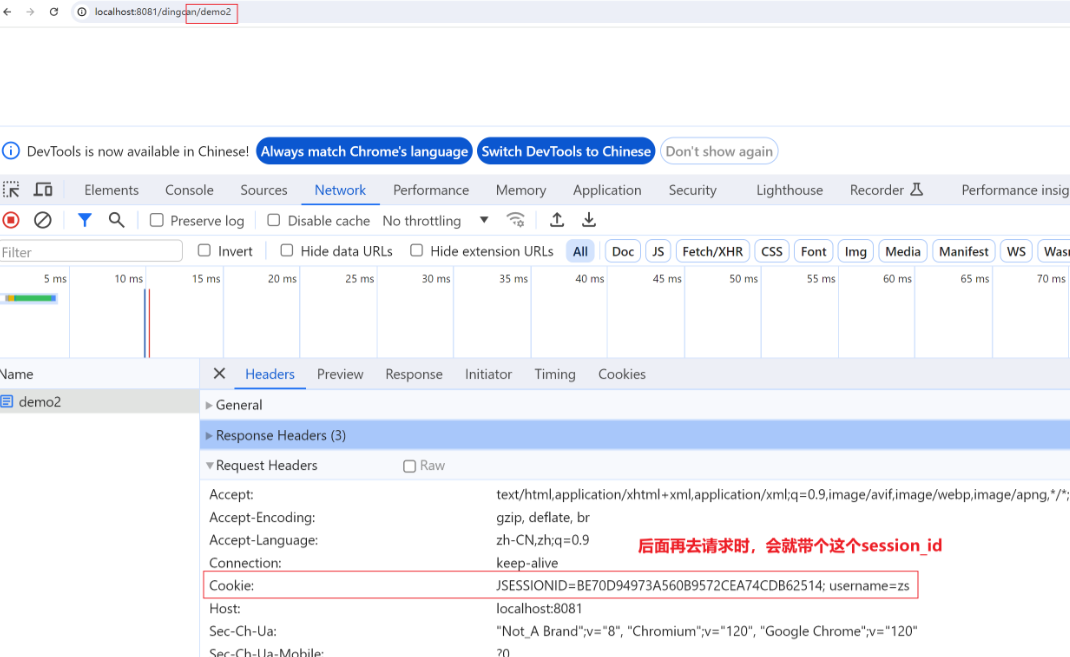 localhost:8081/dingdan/demo2
DevTools is now available in Chinese! Always match Chrome's language Switch DevTools to Chinese Don't show again
Elements Console Sources Network Performance Memory Application Security Lighthouse Recorder Performance insig
Preserve log Disable cache No throttling
Filter Invert Hide data URLs Hide extension URLs All Doc JS Fetch/XHR CSS Font Img Media Manifest WS Wasm
5 ms 10 ms 15 ms 20 ms 25 ms 30 ms 35 ms 40 ms 45 ms 50 ms 55 ms 60 ms 65 ms 70 ms
Name Headers Preview Response Initiator Timing Cookies
demo2 General
Response Headers (3)
Request Headers Raw
Accept: text/html,application/xhtml+xml,application/xml;q=0.9,image/avif,image/webp,image/apng,*/*;
Accept-Encoding: gzip, deflate, br
Accept-Language: zh-CN,zh;q=0.9
后面再去请求时，会就带个这个session_id
Connection: keep-alive
Cookie: JSESSIONID=BE70D94973A560B9572CEA74CDB62514; username=zs
Host: localhost:8081
Sec-Ch-Ua: "Not_A Brand";v="8", "Chromium";v="120", "Google Chrome";v="120"
Sec-Ch-Ua-Mobile: ?0